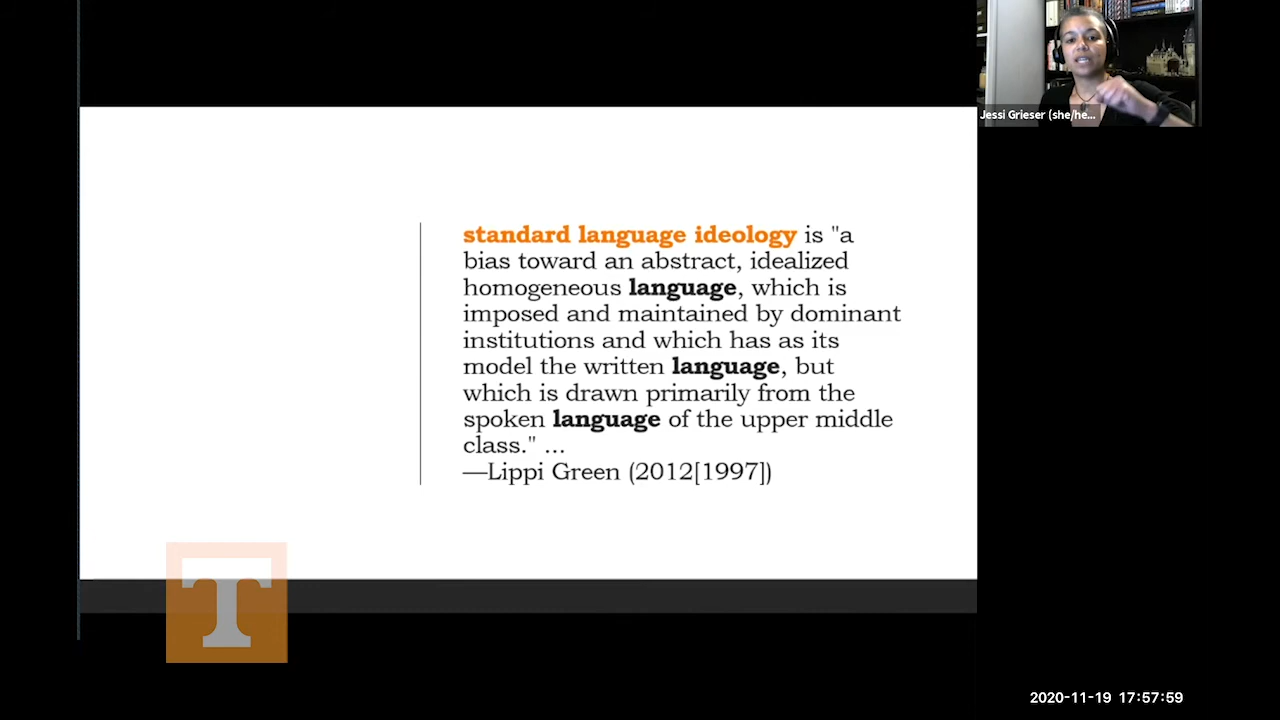 Jessi Grieser (she/he...
standard language ideology is "a
bias toward an abstract, idealized
homogeneous language, which is
imposed and maintained by dominant
institutions and which has as its
model the written language, but
which is drawn primarily from the
spoken language of the upper middle
class." ...
—Lippi Green (2012[1997])
T
2020-11-19 17:57:59